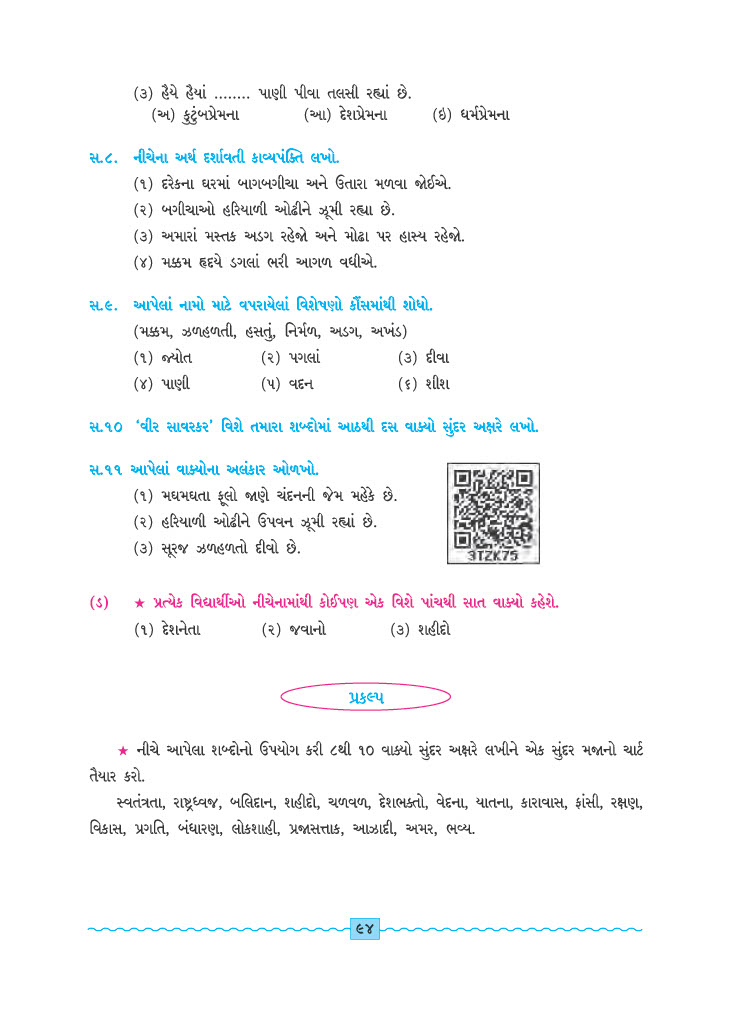 (૩) હૈયે હૈયાં ........ પાણી પીવા તલસી રહ્યાં છે.
(અ) કુટુંબપ્રેમના (આ) દેશપ્રેમના (ઇ) ધર્મપ્રેમના
સ.૮. નીચેના અર્થ દર્શાવતી કાવ્યપંક્તિ લખો.
(૧) દરેકના ઘરમાં બાગબગીચા અને ઉતારા મળવા જોઈએ.
(૨) બગીચાઓ હરિયાળી ઓઢીને ઝૂમી રહ્યા છે.
(૩) અમારાં મસ્તક અડગ રહેજો અને મોઢા પર હાસ્ય રહેજો.
(૪) મક્કમ હૃદયે ડગલાં ભરી આગળ વધીએ.
સ.૯. આપેલાં નામો માટે વપરાયેલાં વિશેષણો કૌંસમાંથી શોધો.
(મક્કમ, ઝળહળતી, હસતું, નિર્મળ, અડગ, અખંડ)
(૧) જ્યોત (૨) પગલાં (૩) દીવા
(૪) પાણી (૫) વદન (૬) શીશ
સ.૧૦ ‘વીર સાવરકર’ વિશે તમારા શબ્દોમાં આઠથી દસ વાક્યો સુંદર અક્ષરે લખો.
સ.૧૧ આપેલાં વાક્યોના અલંકાર ઓળખો.
(૧) મઘમઘતા ફૂલો જાણે ચંદનની જેમ મહેકે છે.
(૨) હરિયાળી ઓઢીને ઉપવન ઝૂમી રહ્યાં છે.
(૩) સૂરજ ઝળહળતો દીવો છે.
3TZK75
(ડ) ★ પ્રત્યેક વિદ્યાર્થીઓ નીચેનામાંથી કોઈપણ એક વિશે પાંચથી સાત વાક્યો કહેશે.
(૧) દેશનેતા (૨) જવાનો (૩) શહીદો
પ્રકલ્પ
★ નીચે આપેલા શબ્દોનો ઉપયોગ કરી ૮થી ૧૦ વાક્યો સુંદર અક્ષરે લખીને એક સુંદર મજાનો ચાર્ટ
તૈયાર કરો.
સ્વતંત્રતા, રાષ્ટ્રધ્વજ, બલિદાન, શહીદો, ચળવળ, દેશભક્તો, વેદના, યાતના, કારાવાસ, ફાંસી, રક્ષણ,
વિકાસ, પ્રગતિ, બંધારણ, લોકશાહી, પ્રજાસત્તાક, આઝાદી, અમર, ભવ્ય.
૯૪